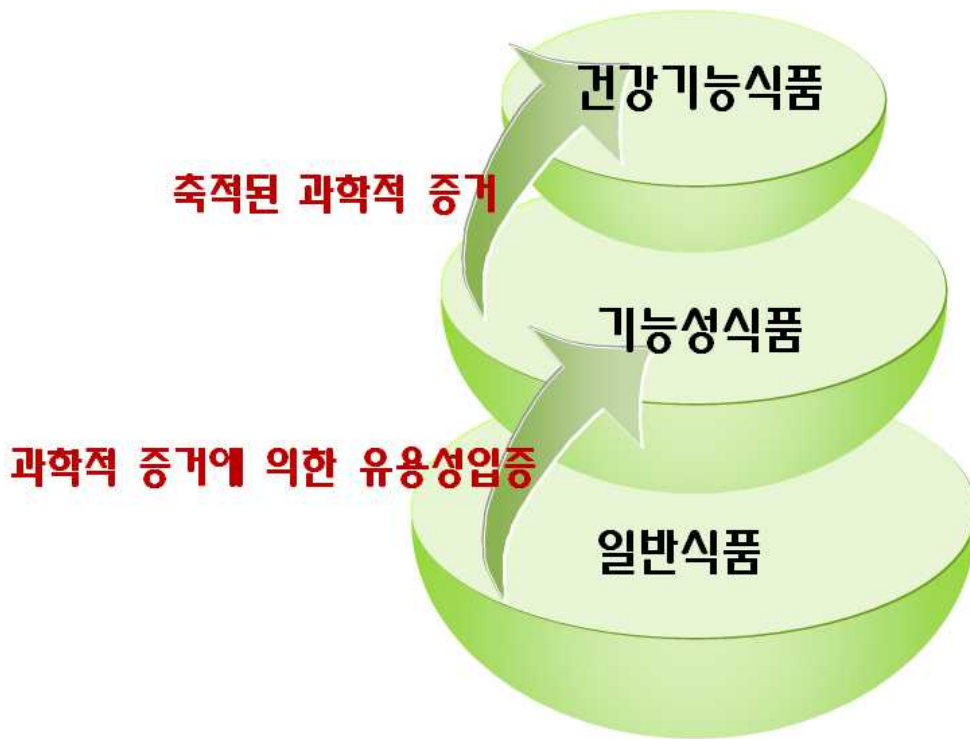 건강기능식품
축적된 과학적 증거
기능성식품
과학적 증거에 의한 유용성입증
일반식품